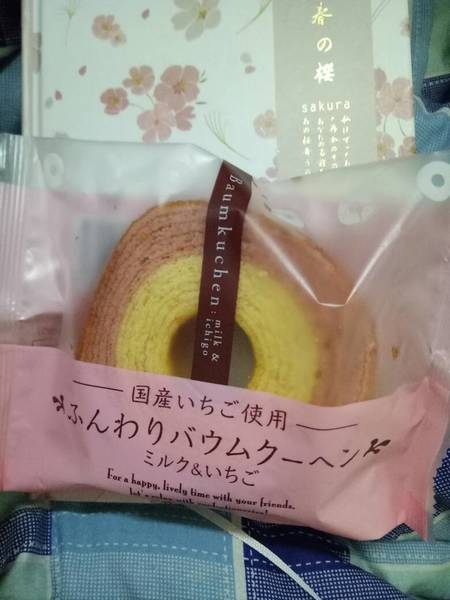 春の櫻
sakura
Baumkuchen:
milk &
ichigo
国産いちご使用
ふんわりバウムクーヘン
ミルク&いちご
For a happy, lively time with your friends,